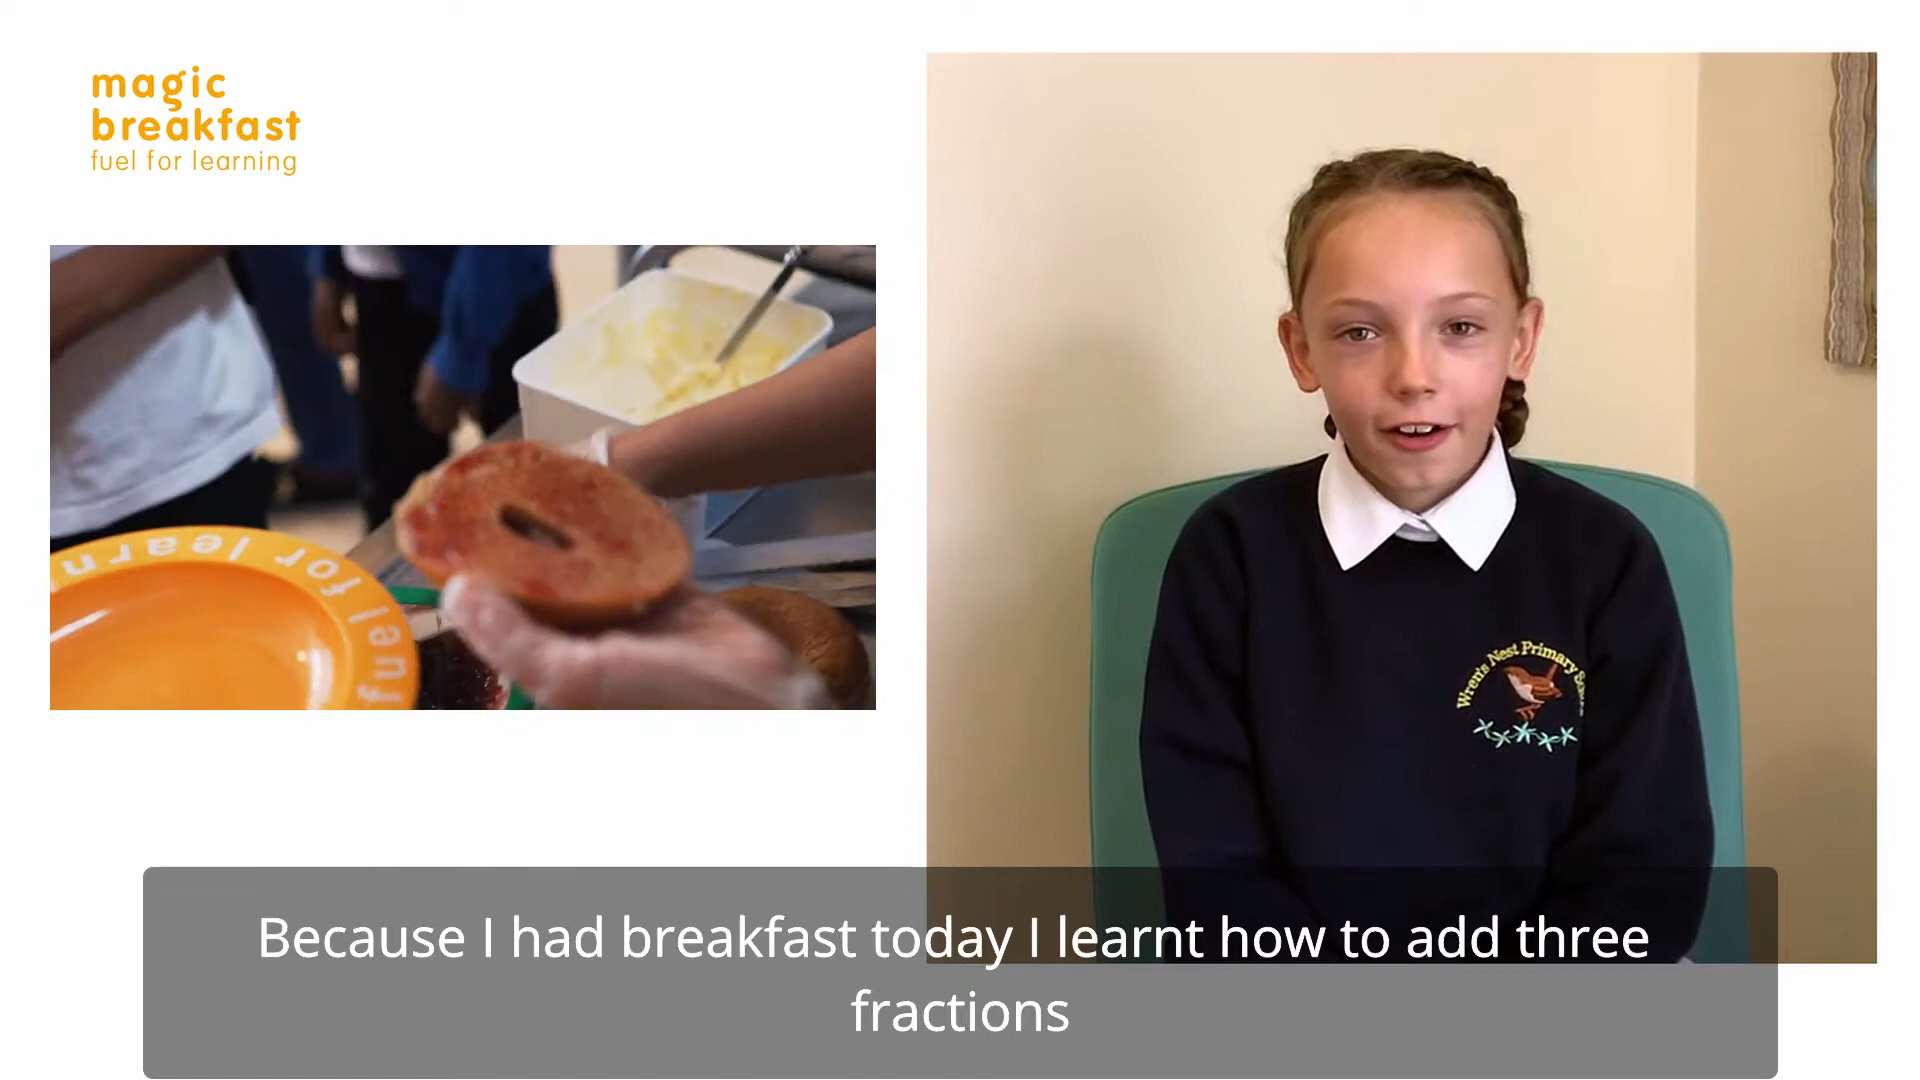 magic
breakfast
fuel for learning
fuel for learn
Wren's Nest Primary
Because I had breakfast today I learnt how to add three
fractions